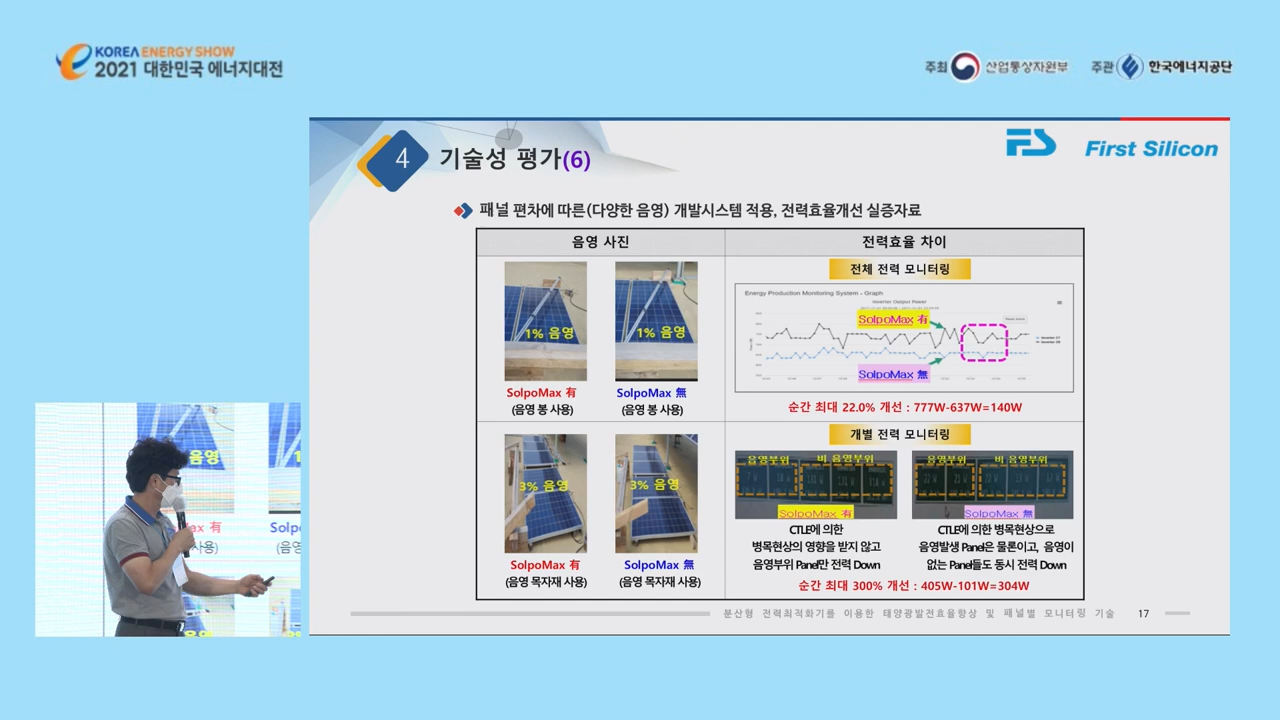 KOREA ENERGY SHOW
2021 대한민국 에너지대전
주최 산업통상자원부 주관 한국에너지공단
4 기술성 평가(6)
FS First Silicon
패널 편차에 따른(다양한 음영) 개발시스템 적용, 전력효율개선 실증자료
음영 사진 전력효율 차이
전체 전력 모니터링
1% 음영 1% 음영
Energy Production Monitoring System - Graph
Inverter Output Power
SolpoMax 有
SolpoMax 無
SolpoMax 有 SolpoMax 無
(음영 봉 사용) (음영 봉 사용)
순간 최대 22.0% 개선 : 777W-637W=140W
개별 전력 모니터링
3% 음영 3% 음영
음영부위 비 음영부위 음영부위 비 음영부위
SolpoMax 有 SolpoMax 無
CTLE에 의한
병목현상의 영향을 받지 않고
음영부위 Panel만 전력 Down
CTLE에 의한 병목현상으로
음영발생 Panel은 물론이고, 음영이
없는 Panel들도 동시 전력 Down
SolpoMax 有 SolpoMax 無
(음영 목자재 사용) (음영 목자재 사용)
순간 최대 300% 개선 : 405W-101W=304W
분산형 전력최적화기를 이용한 태양광발전효율향상 및 패널별 모니터링 기술 17
음영
ax 有 Solp
사용) (음영